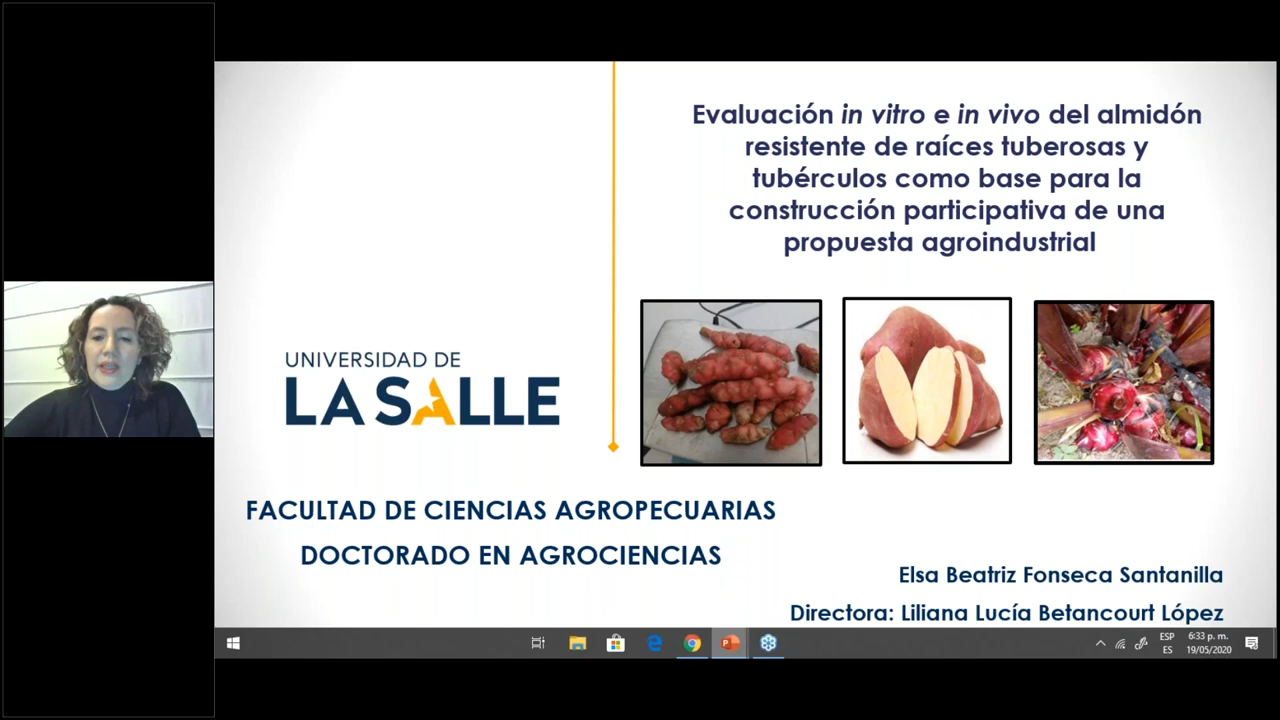 Evaluación in vitro e in vivo del almidón
resistente de raíces tuberosas y
tubérculos como base para la
construcción participativa de una
propuesta agroindustrial
UNIVERSIDAD DE
LA SALLE
FACULTAD DE CIENCIAS AGROPECUARIAS
DOCTORADO EN AGROCIENCIAS
Elsa Beatriz Fonseca Santanilla
Directora: Liliana Lucía Betancourt López
ESP
ES
6:33 p. m.
19/05/2020